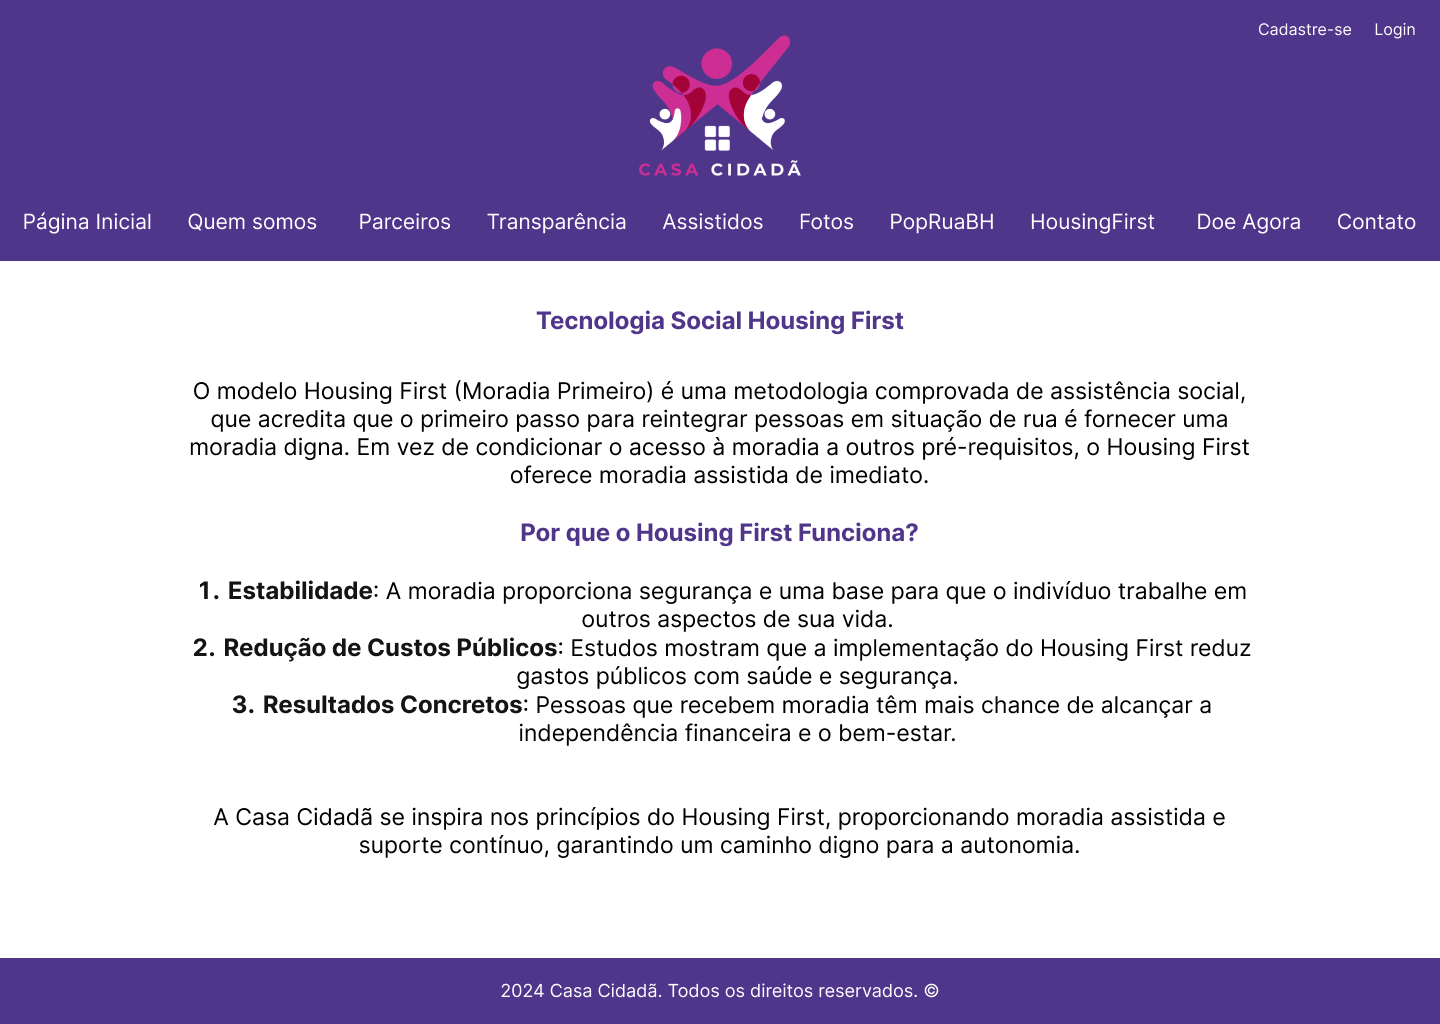 Cadastre-se Login
CASA CIDADÃ
Página Inicial Quem somos Parceiros Transparência Assistidos Fotos PopRuaBH HousingFirst Doe Agora Contato
Tecnologia Social Housing First
O modelo Housing First (Moradia Primeiro) é uma metodologia comprovada de assistência social,
que acredita que o primeiro passo para reintegrar pessoas em situação de rua é fornecer uma
moradia digna. Em vez de condicionar o acesso à moradia a outros pré-requisitos, o Housing First
oferece moradia assistida de imediato.
Por que o Housing First Funciona?
1. Estabilidade: A moradia proporciona segurança e uma base para que o indivíduo trabalhe em
outros aspectos de sua vida.
2. Redução de Custos Públicos: Estudos mostram que a implementação do Housing First reduz
gastos públicos com saúde e segurança.
3. Resultados Concretos: Pessoas que recebem moradia têm mais chance de alcançar a
independência financeira e o bem-estar.
A Casa Cidadã se inspira nos princípios do Housing First, proporcionando moradia assistida e
suporte contínuo, garantindo um caminho digno para a autonomia.
2024 Casa Cidadã. Todos os direitos reservados. ©